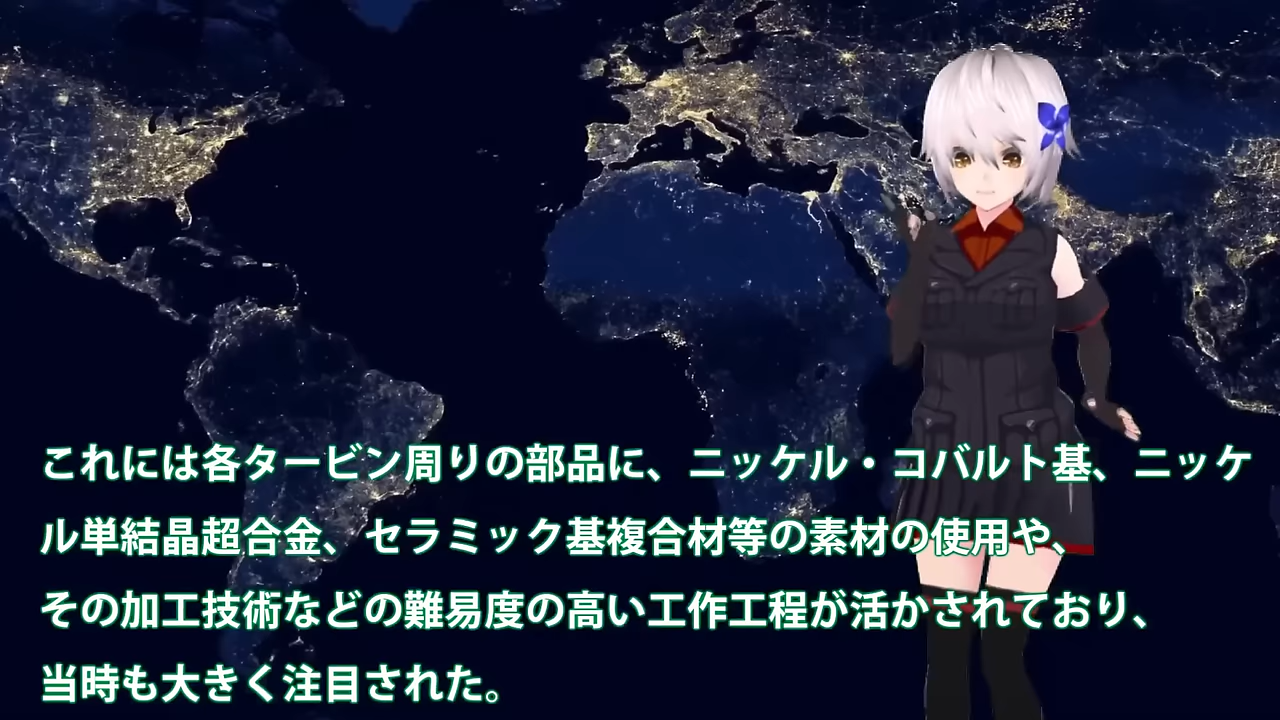 これには各タービン周りの部品に、ニッケル・コバルト基、ニッケ
ル単結晶超合金、セラミック基複合材等の素材の使用や、
その加工技術などの難易度の高い工作工程が活かされており、
当時も大きく注目された。